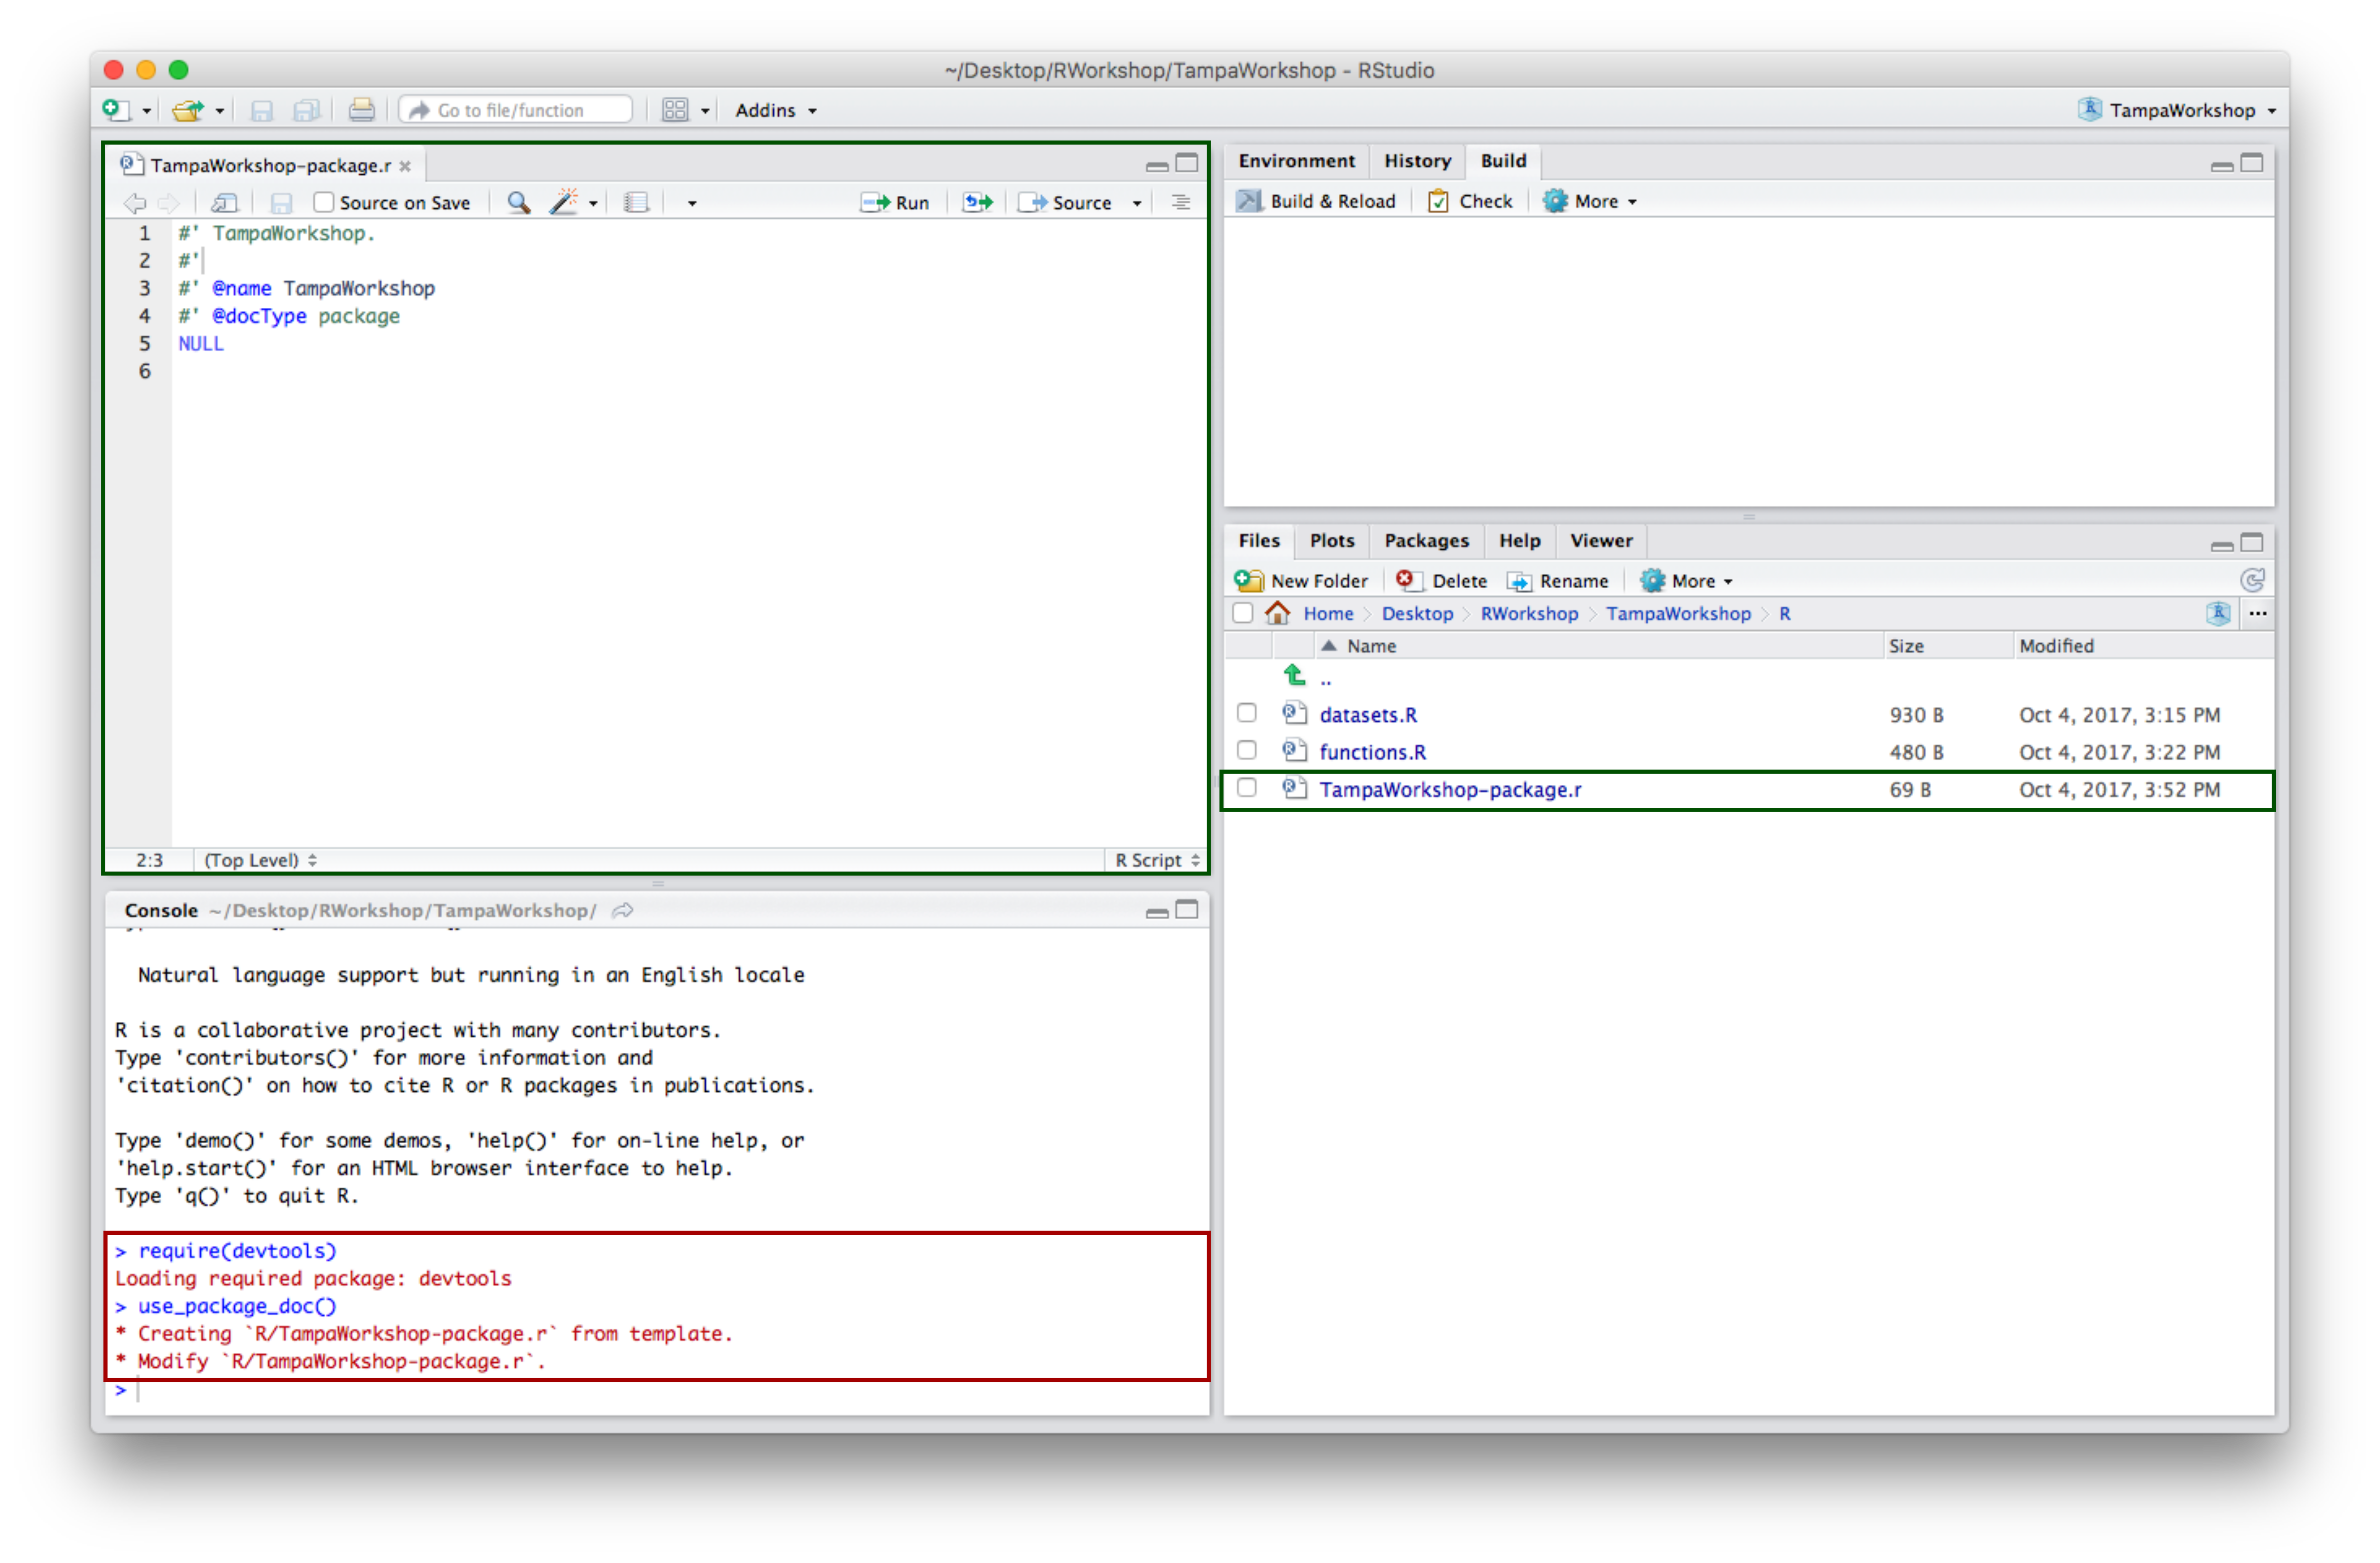 ~/Desktop/RWorkshop/TampaWorkshop - RStudio
Go to file/function
Addins
TampaWorkshop
TampaWorkshop-package.r
Source on Save
Run
Source
1 #' TampaWorkshop.
2 #'
3 #' @name TampaWorkshop
4 #' @docType package
5 NULL
6
2:3
(Top Level)
R Script
Console ~/Desktop/RWorkshop/TampaWorkshop/
Natural language support but running in an English locale
R is a collaborative project with many contributors.
Type 'contributors()' for more information and
'citation()' on how to cite R or R packages in publications.
Type 'demo()' for some demos, 'help()' for on-line help, or
'help.start()' for an HTML browser interface to help.
Type 'q()' to quit R.
> require(devtools)
Loading required package: devtools
> use_package_doc()
* Creating `R/TampaWorkshop-package.r` from template.
* Modify `R/TampaWorkshop-package.r`.
>
Environment History Build
Build & Reload Check More
Files Plots Packages Help Viewer
New Folder Delete Rename More
Home Desktop RWorkshop TampaWorkshop R ...
Name Size Modified
..
datasets.R 930 B Oct 4, 2017, 3:15 PM
functions.R 480 B Oct 4, 2017, 3:22 PM
TampaWorkshop-package.r 69 B Oct 4, 2017, 3:52 PM